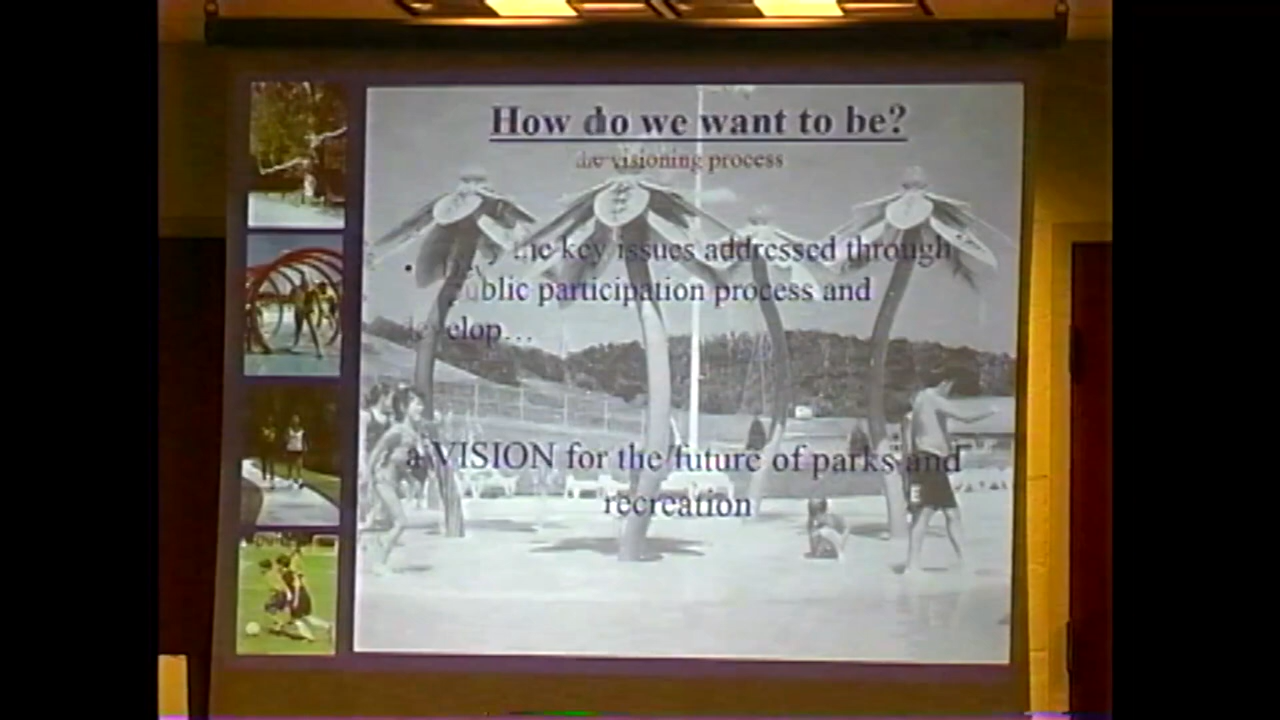 How do we want to be?
the visioning process
• the key issues addressed through
public participation process and
develop...
a VISION for the future of parks and
recreation